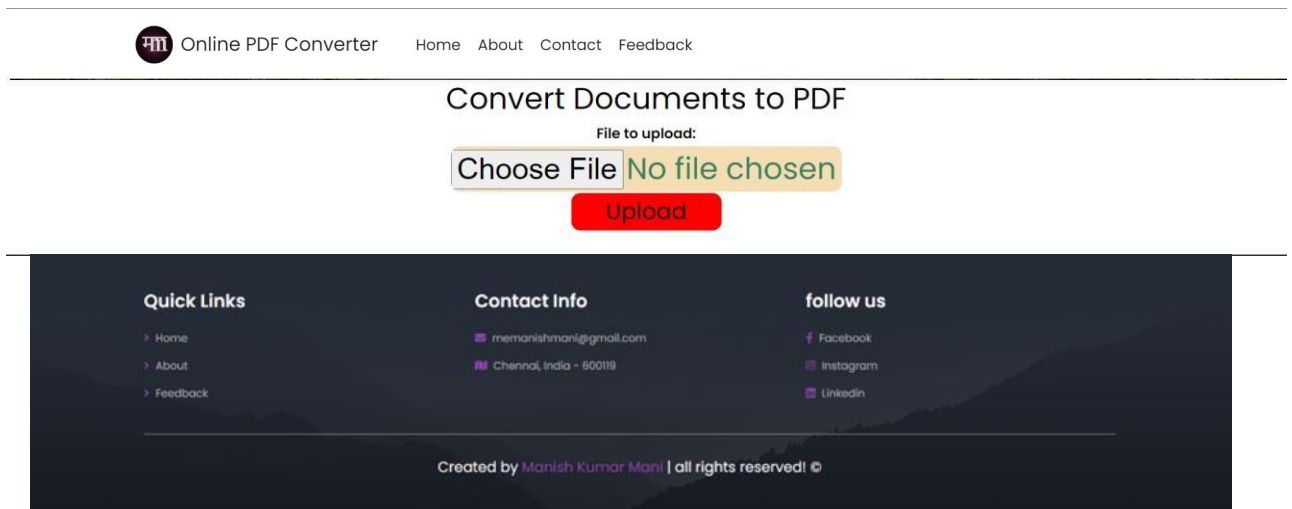 मm Online PDF Converter Home About Contact Feedback
Convert Documents to PDF
File to upload:
Choose File No file chosen
Upload
Quick Links
> Home
> About
> Feedback
Contact Info
memanishmani@gmail.com
Chennai, India - 600119
follow us
Facebook
Instagram
Linkedin
Created by Manish Kumar Mani | all rights reserved! ©